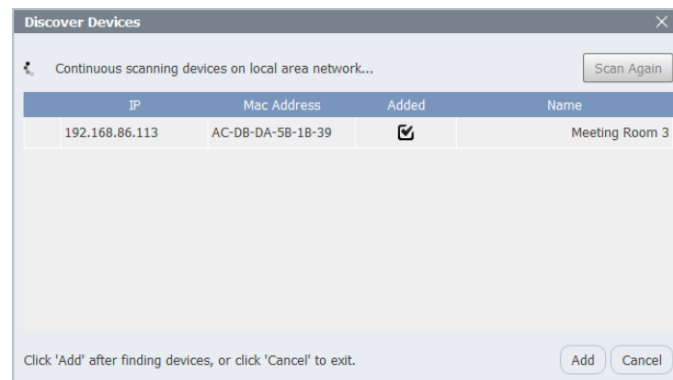 Discover Devices
Continuous scanning devices on local area network...
Scan Again
IP Mac Address Added Name
192.168.86.113 AC-DB-DA-5B-1B-39 Meeting Room 3
Click 'Add' after finding devices, or click 'Cancel' to exit.
Add Cancel